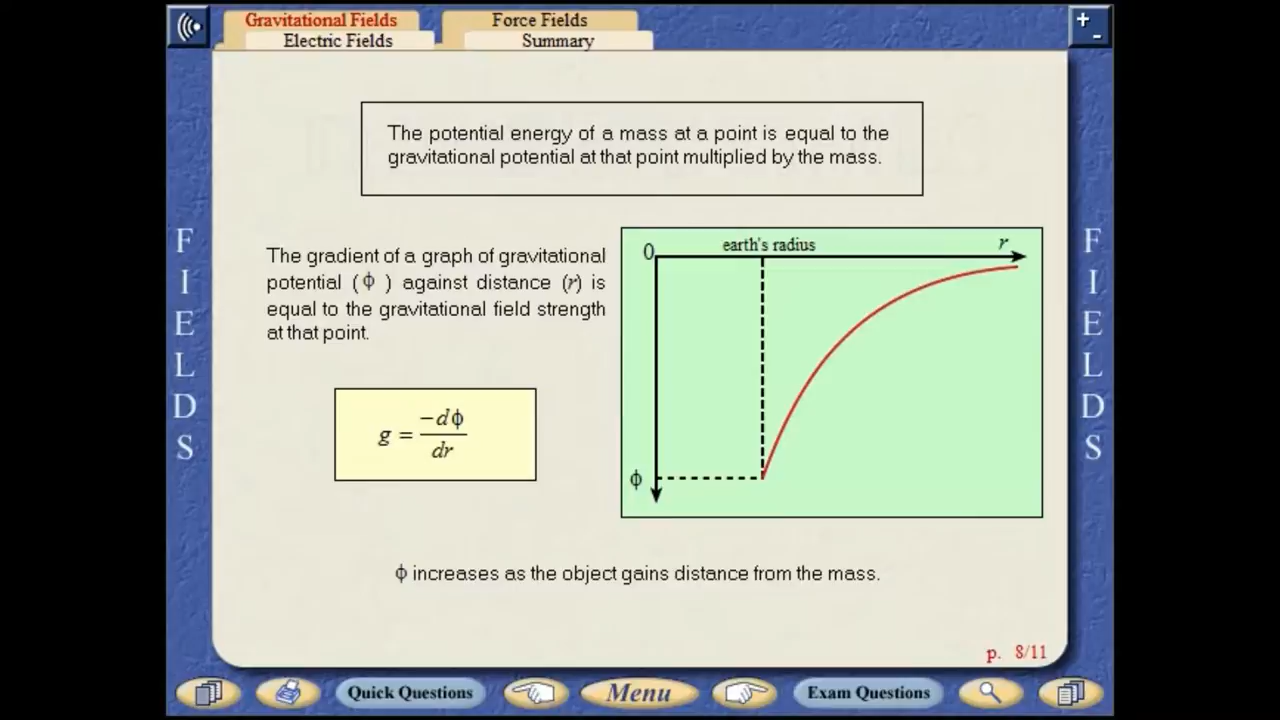 Gravitational Fields
Force Fields
Electric Fields
Summary
+
-
The potential energy of a mass at a point is equal to the
gravitational potential at that point multiplied by the mass.
The gradient of a graph of gravitational
potential ( ϕ ) against distance (r) is
equal to the gravitational field strength
at that point.
g = −dϕ / dr
0
earth's radius
r
ϕ
ϕ increases as the object gains distance from the mass.
p. 8/11
FIELDS
FIELDS
Quick Questions
Menu
Exam Questions